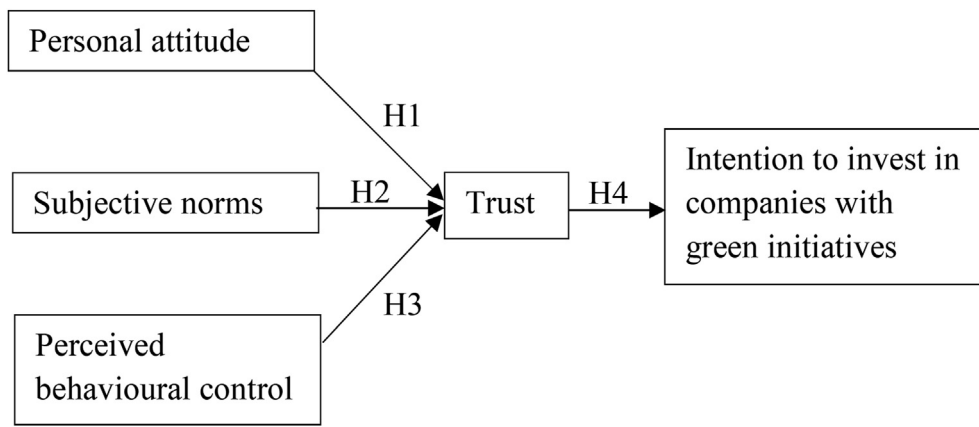 Personal attitude
H1
Subjective norms
H2
Trust
H4
Intention to invest in
companies with
green initiatives
H3
Perceived
behavioural control